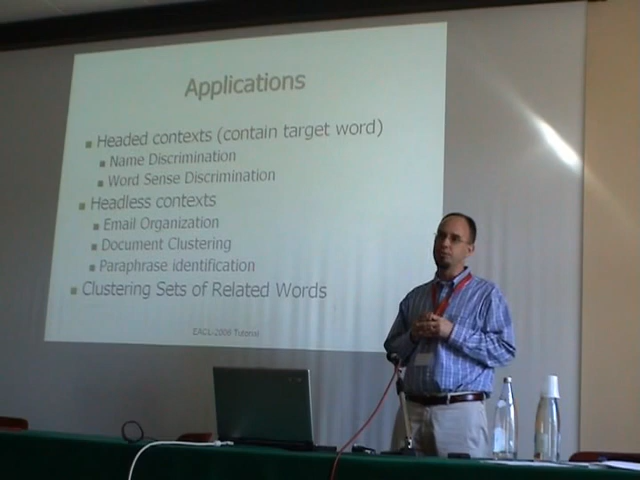 Applications
Headed contexts (contain target word)
Name Discrimination
Word Sense Discrimination
Headless contexts
Email Organization
Document Clustering
Paraphrase identification
Clustering Sets of Related Words
EACL-2006 Tutorial